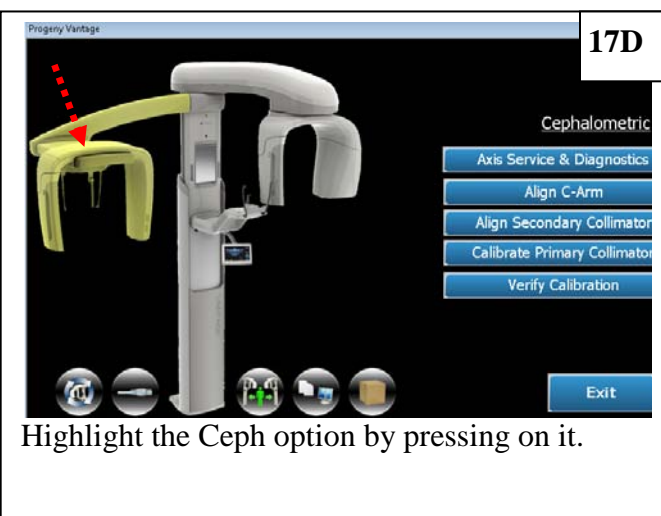 Progeny Vantage
17D
Cephalometric
Axis Service & Diagnostics
Align C-Arm
Align Secondary Collimator
Calibrate Primary Collimator
Verify Calibration
Exit
Highlight the Ceph option by pressing on it.